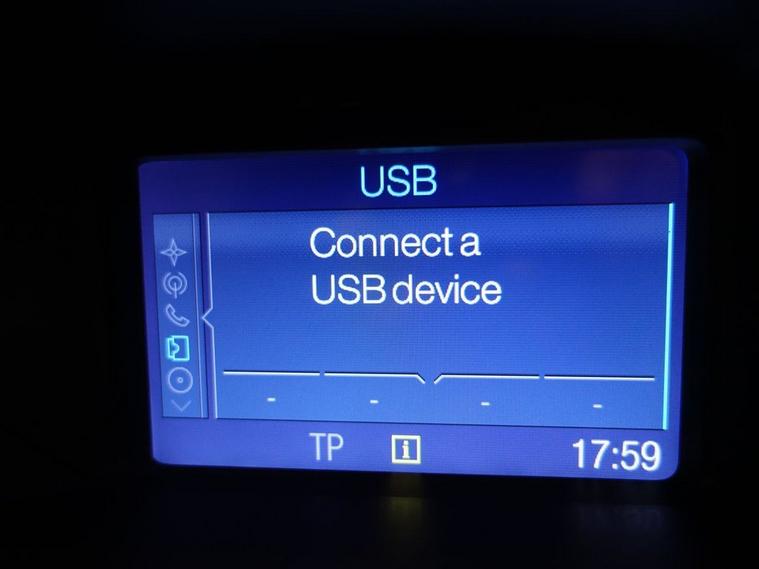 USB
Connect a
USB device
- - - -
TP i 17:59